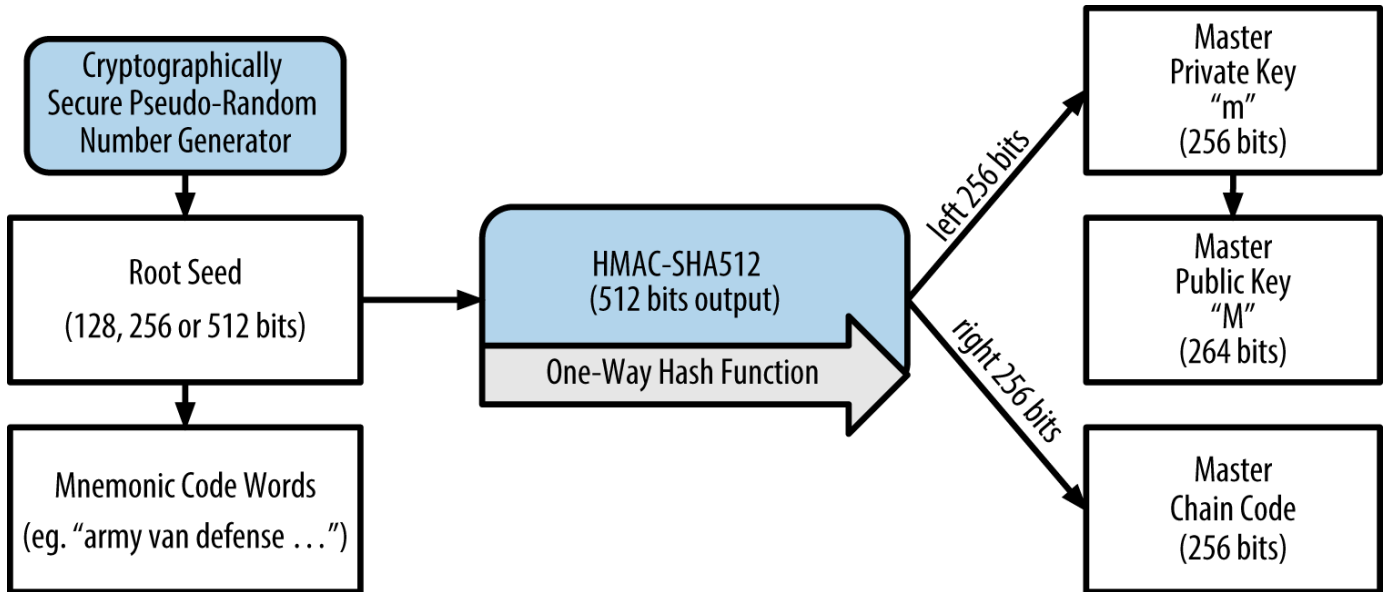 Cryptographically
Secure Pseudo-Random
Number Generator
Root Seed
(128, 256 or 512 bits)
Mnemonic Code Words
(eg. “army van defense …”)
HMAC-SHA512
(512 bits output)
One-Way Hash Function
left 256 bits
right 256 bits
Master
Private Key
“m”
(256 bits)
Master
Public Key
“M”
(264 bits)
Master
Chain Code
(256 bits)